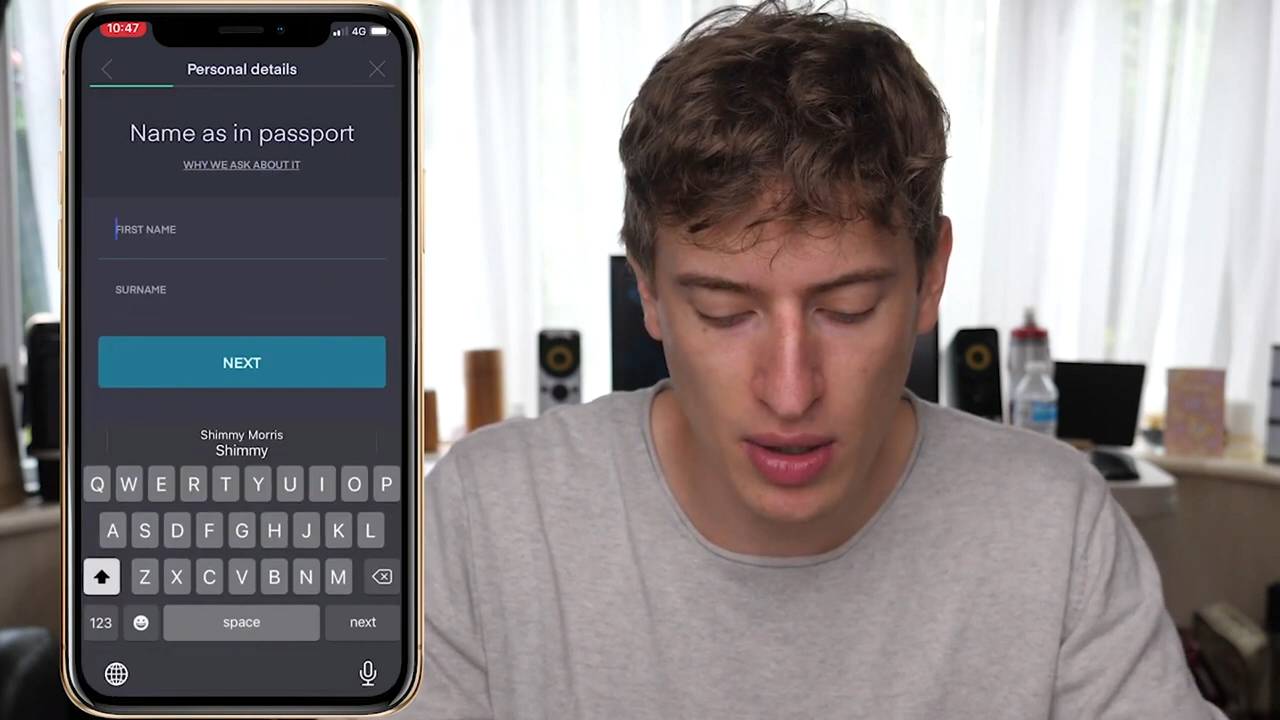 10:47
4G
Personal details
Name as in passport
WHY WE ASK ABOUT IT
FIRST NAME
SURNAME
NEXT
Shimmy Morris
Shimmy
Q W E R T Y U I O P
A S D F G H J K L
Z X C V B N M
123 space next